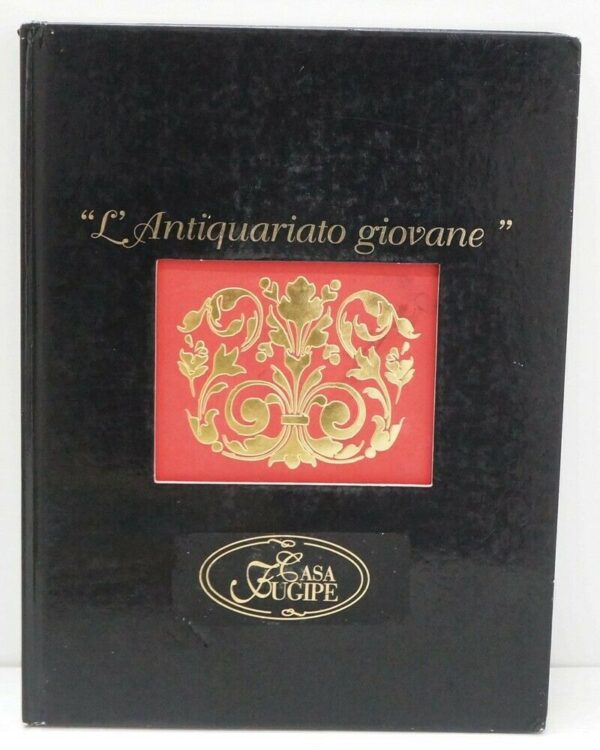 “L'Antiquariato giovane”
CASA
FUGIPE